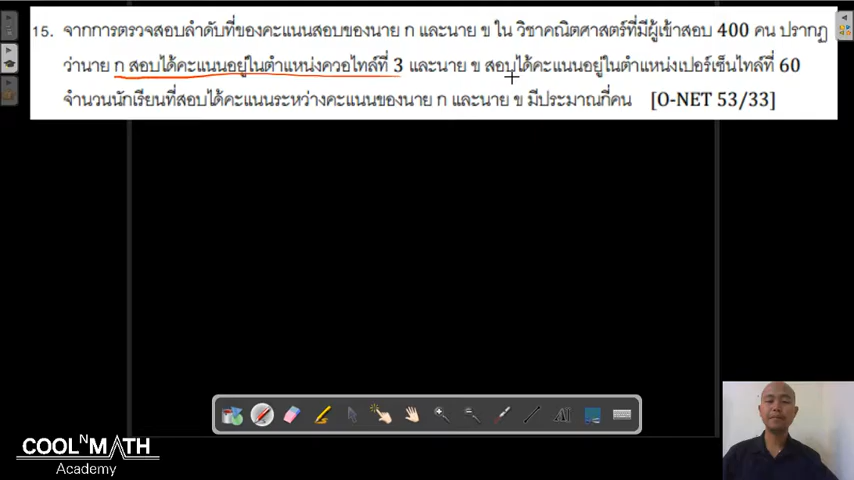 15. จากการตรวจสอบลำดับที่ของคะแนนสอบของนาย ก และนาย ข ใน วิชาคณิตศาสตร์ที่มีผู้เข้าสอบ 400 คน ปรากฏ
ว่านาย ก สอบได้คะแนนอยู่ในตำแหน่งควอไทล์ที่ 3 และนาย ข สอบได้คะแนนอยู่ในตำแหน่งเปอร์เซ็นไทล์ที่ 60
จำนวนนักเรียนที่สอบได้คะแนนระหว่างคะแนนของนาย ก และนาย ข มีประมาณกี่คน [O-NET 53/33]
AI
COOL N MATH
Academy